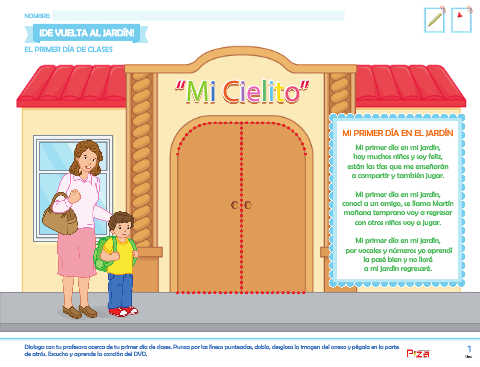 NOMBRE:
¡DE VUELTA AL JARDÍN!
EL PRIMER DÍA DE CLASES
"Mi Cielito"
MI PRIMER DÍA EN EL JARDÍN
Mi primer día en mi jardín,
hay muchos niños y soy feliz,
están las tías que me enseñarán
a compartir y también jugar.
Mi primer día en mi jardín,
conocí a un amigo, se llama Martín
mañana temprano voy a regresar
con otros niños voy a jugar.
Mi primer día en mi jardín,
por vocales y números yo aprendí
la pasé bien y no lloré
a mi jardín regresaré.
Dialoga con tu profesora acerca de tu primer día de clases. Punza por las líneas punteadas, dobla, desglosa la imagen del anexo y pégala en la parte
de atrás. Escucha y aprende la canción del DVD.
1